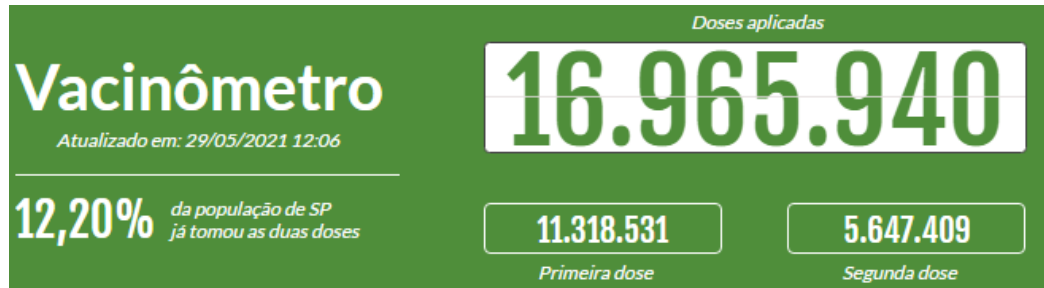 Vacinômetro
Atualizado em: 29/05/2021 12:06
12,20%
da população de SP
já tomou as duas doses
Doses aplicadas
16.965.940
11.318.531
Primeira dose
5.647.409
Segunda dose